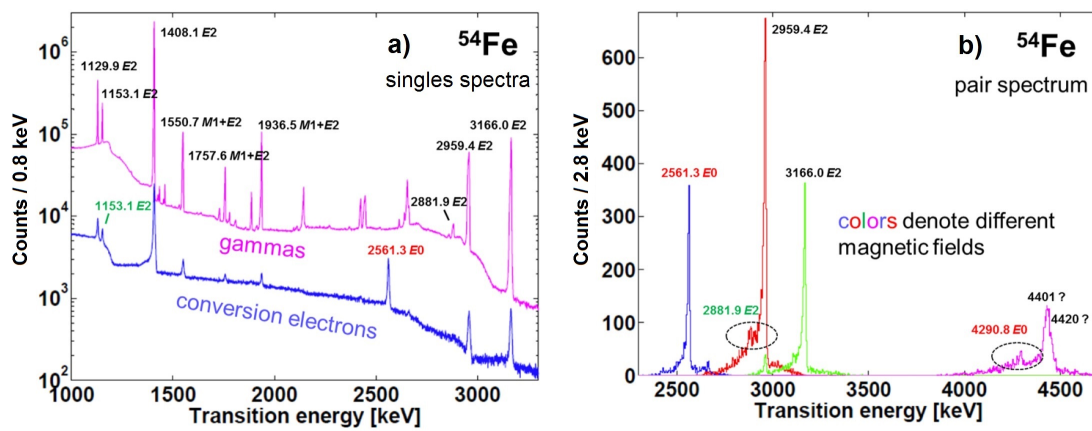 a)
54Fe
singles spectra
1408.1 E2
1129.9 E2
1153.1 E2
1550.7 M1+E2
1757.6 M1+E2
1936.5 M1+E2
3166.0 E2
2959.4 E2
2881.9 E2
1153.1 E2
2561.3 E0
gammas
conversion electrons
Counts / 0.8 keV
10^6
10^5
10^4
10^3
10^2
1000 1500 2000 2500 3000
Transition energy [keV]
b)
54Fe
pair spectrum
2959.4 E2
2561.3 E0
3166.0 E2
colors denote different
magnetic fields
2881.9 E2
4401 ?
4420 ?
4290.8 E0
Counts / 2.8 keV
600
500
400
300
200
100
0
2500 3000 3500 4000 4500
Transition energy [keV]